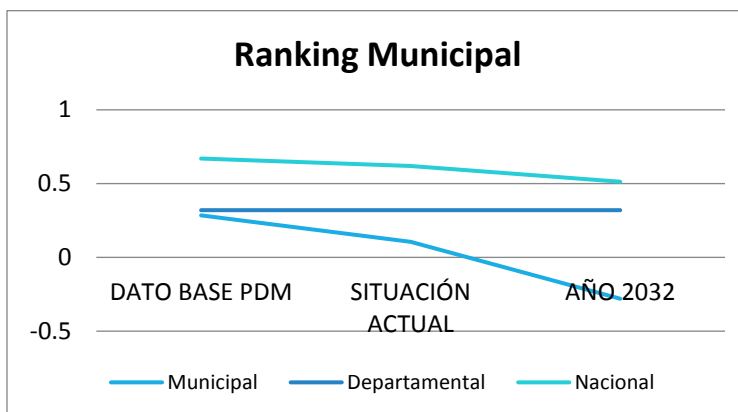 Ranking Municipal
1
0.5
0
DATO BASE PDM SITUACIÓN AÑO 2032
ACTUAL
-0.5
Municipal Departamental Nacional